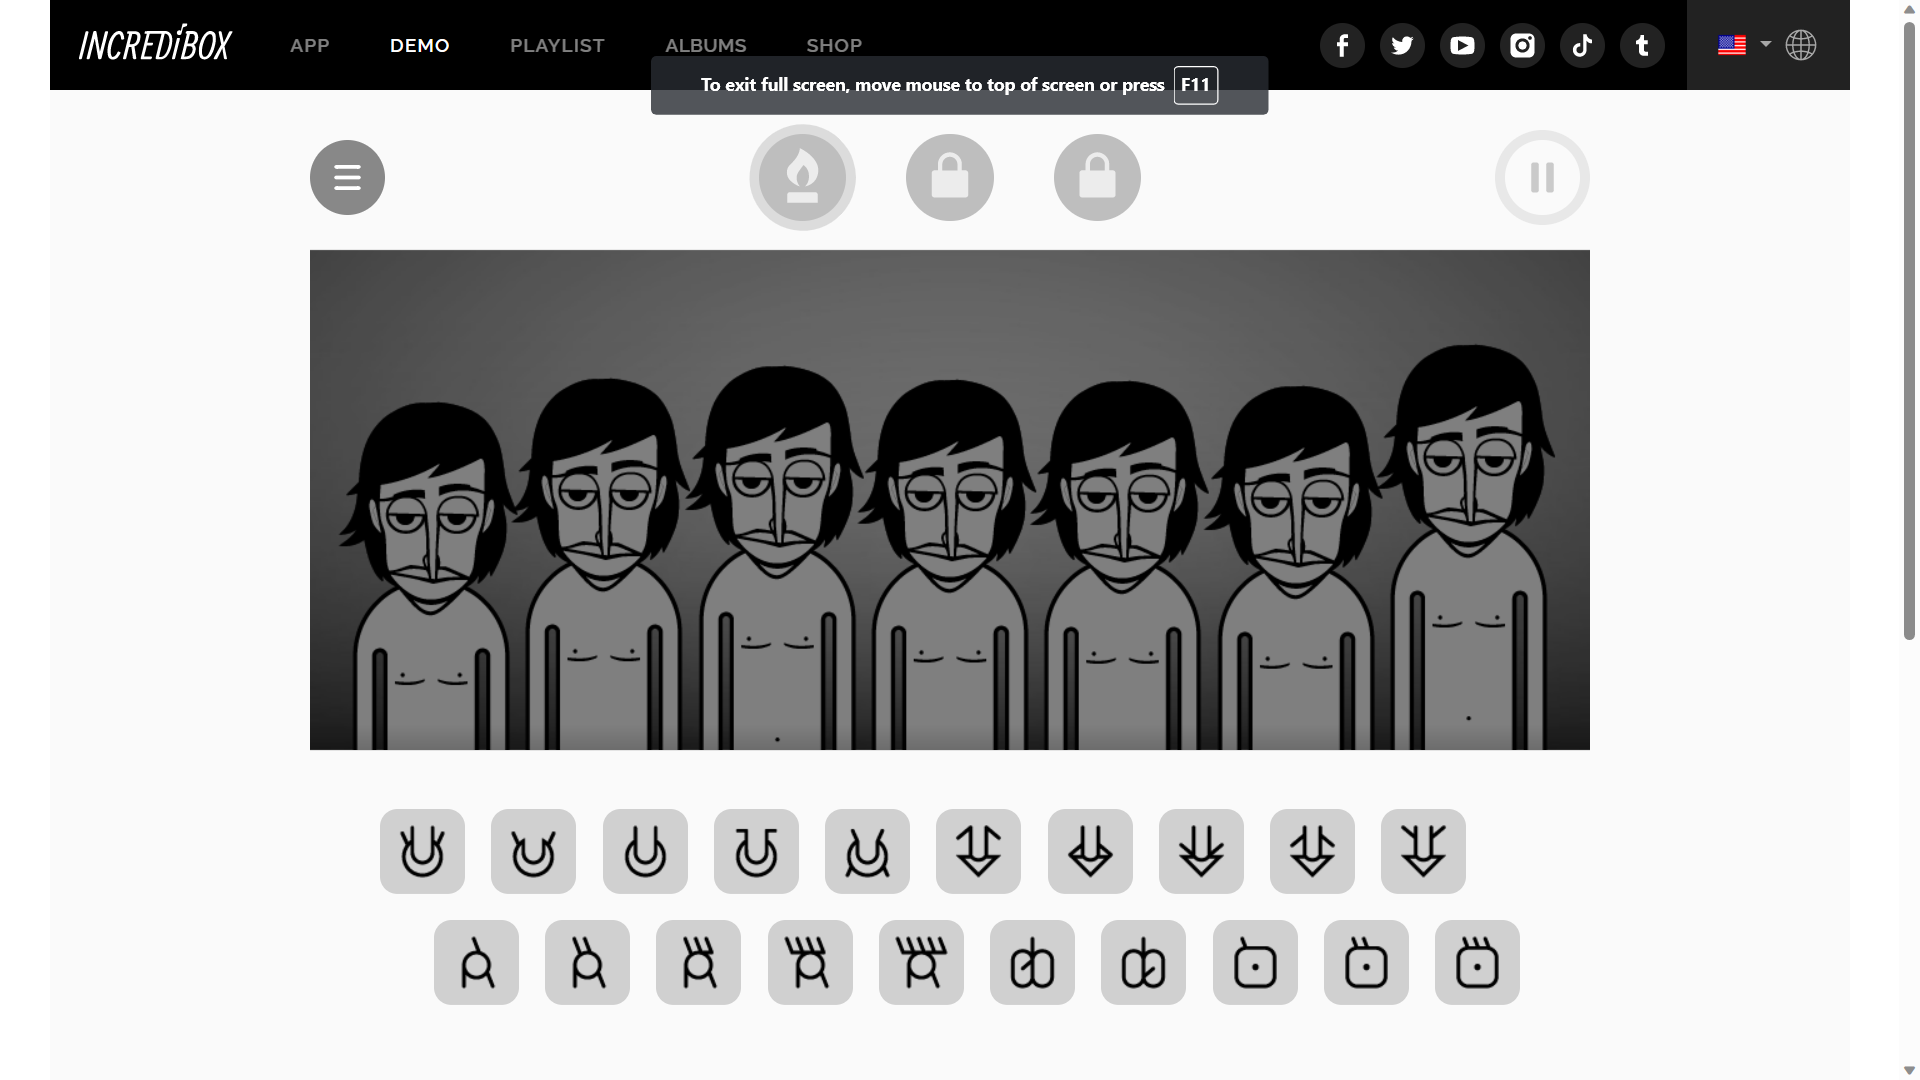 INCREDiBOX APP DEMO PLAYLIST ALBUMS SHOP
To exit full screen, move mouse to top of screen or press F11